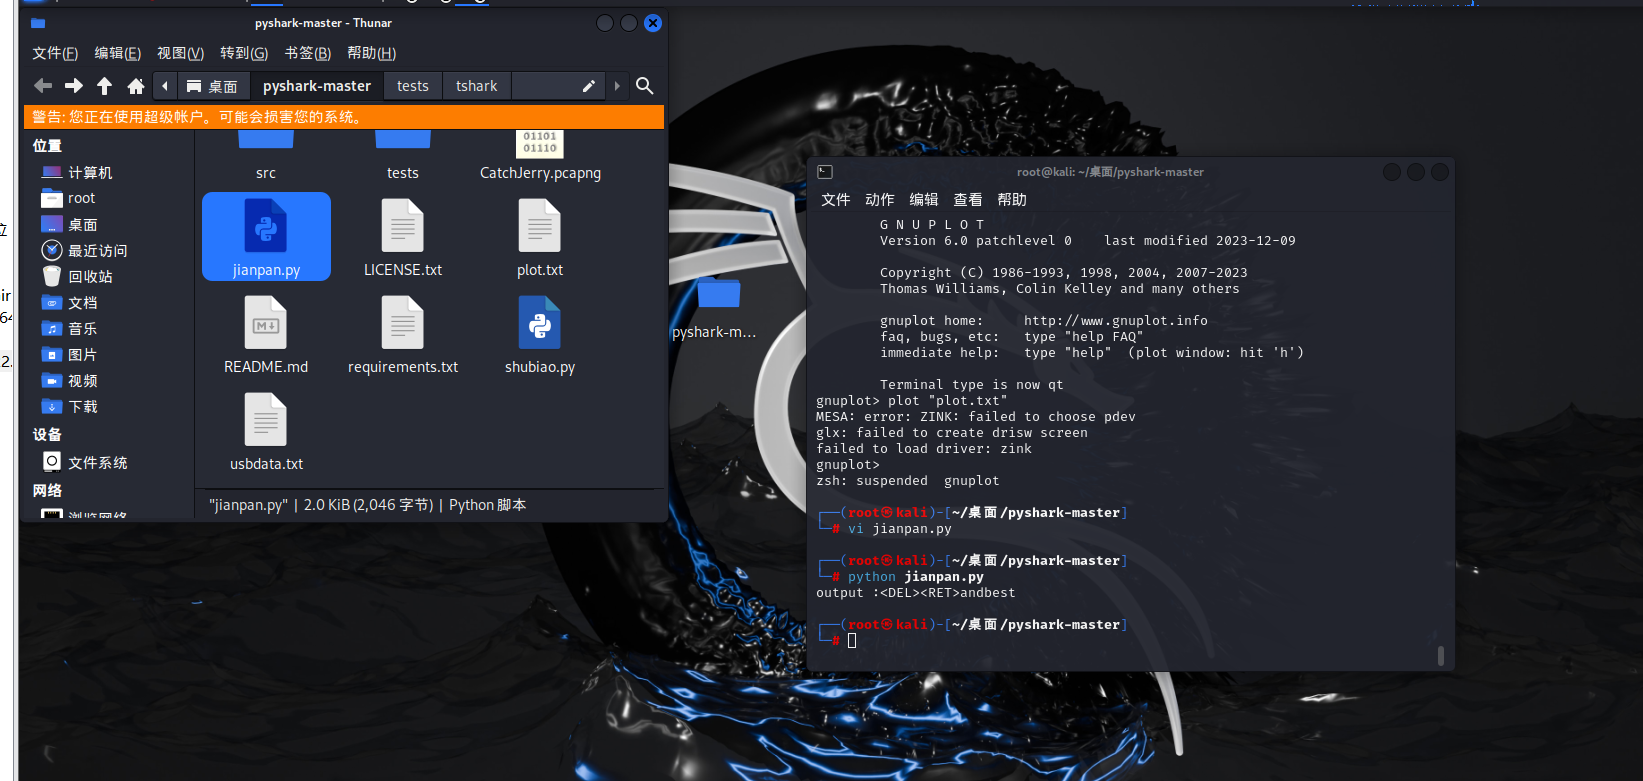 pyshark-master - Thunar
文件(F) 编辑(E) 视图(V) 转到(G) 书签(B) 帮助(H)
桌面 pyshark-master tests tshark
警告: 您正在使用超级帐户。可能会损害您的系统。
位置
计算机
root
桌面
最近访问
回收站
文档
音乐
图片
视频
下载
设备
文件系统
网络
浏览网络
01101
01110
src tests CatchJerry.pcapng
jianpan.py LICENSE.txt plot.txt
README.md requirements.txt shubiao.py
usbdata.txt
"jianpan.py" | 2.0 KiB (2,046 字节) | Python 脚本
pyshark-m...
root@kali: ~/桌面/pyshark-master
文件 动作 编辑 查看 帮助
G N U P L O T
Version 6.0 patchlevel 0    last modified 2023-12-09
Copyright (C) 1986-1993, 1998, 2004, 2007-2023
Thomas Williams, Colin Kelley and many others
gnuplot home:     http://www.gnuplot.info
faq, bugs, etc:   type "help FAQ"
immediate help:   type "help"  (plot window: hit 'h')
Terminal type is now qt
gnuplot> plot "plot.txt"
MESA: error: ZINK: failed to choose pdev
glx: failed to create drisw screen
failed to load driver: zink
gnuplot>
zsh: suspended  gnuplot
┌──(root㉿kali)-[~/桌面/pyshark-master]
└─# vi jianpan.py
┌──(root㉿kali)-[~/桌面/pyshark-master]
└─# python jianpan.py
output :<DEL><RET>andbest
┌──(root㉿kali)-[~/桌面/pyshark-master]
└─#